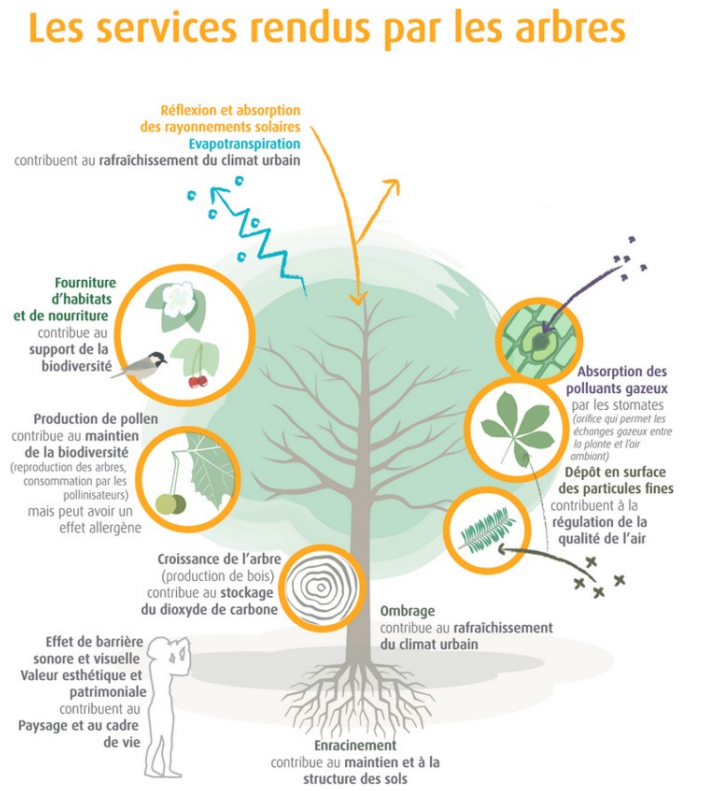 Les services rendus par les arbres
Réflexion et absorption
des rayonnements solaires
Evapotranspiration
contribuent au rafraîchissement du climat urbain
Fourniture
d'habitats
et de nourriture
contribue au
support de la
biodiversité
Production de pollen
contribue au maintien
de la biodiversité
(reproduction des arbres,
consommation par les
pollinisateurs)
mais peut avoir un
effet allergène
Absorption des
polluants gazeux
par les stomates
(orifice qui permet les
échanges gazeux entre
la plante et l'air
ambiant)
Dépôt en surface
des particules fines
contribuent à la
régulation de la
qualité de l'air
Croissance de l'arbre
(production de bois)
contribue au stockage
du dioxyde de carbone
Ombrage
contribue au rafraîchissement
du climat urbain
Effet de barrière
sonore et visuelle
Valeur esthétique et
patrimoniale
contribuent au
Paysage et au cadre
de vie
Enracinement
contribue au maintien et à la
structure des sols